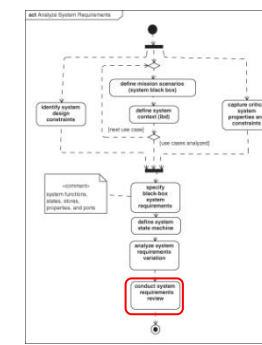 act Analyze System Requirements
define mission scenarios
(system black box)
identify system
design
constraints
define system
context (ibd)
capture critic
system
properties an
constraints
[next use case]
[use cases analyzed]
«comment»
system functions,
states, stores,
properties, and ports
specify
black-box
system
requirements
define system
state machine
analyze system
requirements
variation
conduct system
requirements
review